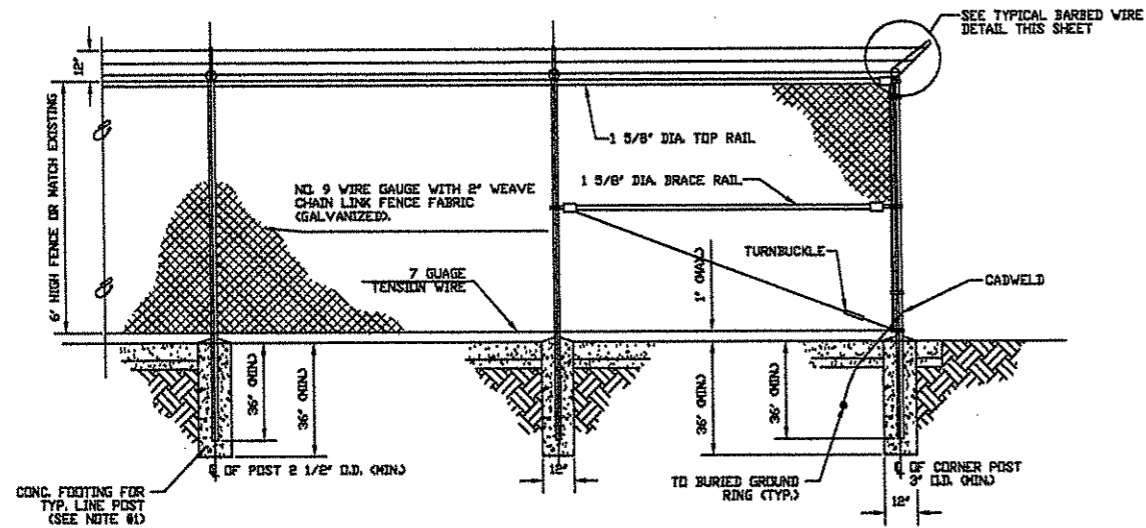 SEE TYPICAL BARBED WIRE
DETAIL THIS SHEET
12"
6' HIGH FENCE OR MATCH EXISTING
1 5/8" DIA. TOP RAIL
NO. 9 WIRE GAUGE WITH 2" WEAVE
CHAIN LINK FENCE FABRIC
(GALVANIZED).
1 5/8" DIA. BRACE RAIL
7 GUAGE
TENSION WIRE
1" (MAX.)
TURNBUCKLE
CADWELD
36" (MIN.)
36" (MIN.)
36" (MIN.)
36" (MIN.)
℄ OF POST 2 1/2" O.D. (MIN.)
12"
CONC. FOOTING FOR
TYP. LINE POST
(SEE NOTE #1)
TO BURIED GROUND
RING (TYP.)
℄ OF CORNER POST
3" O.D. (MIN.)
12"